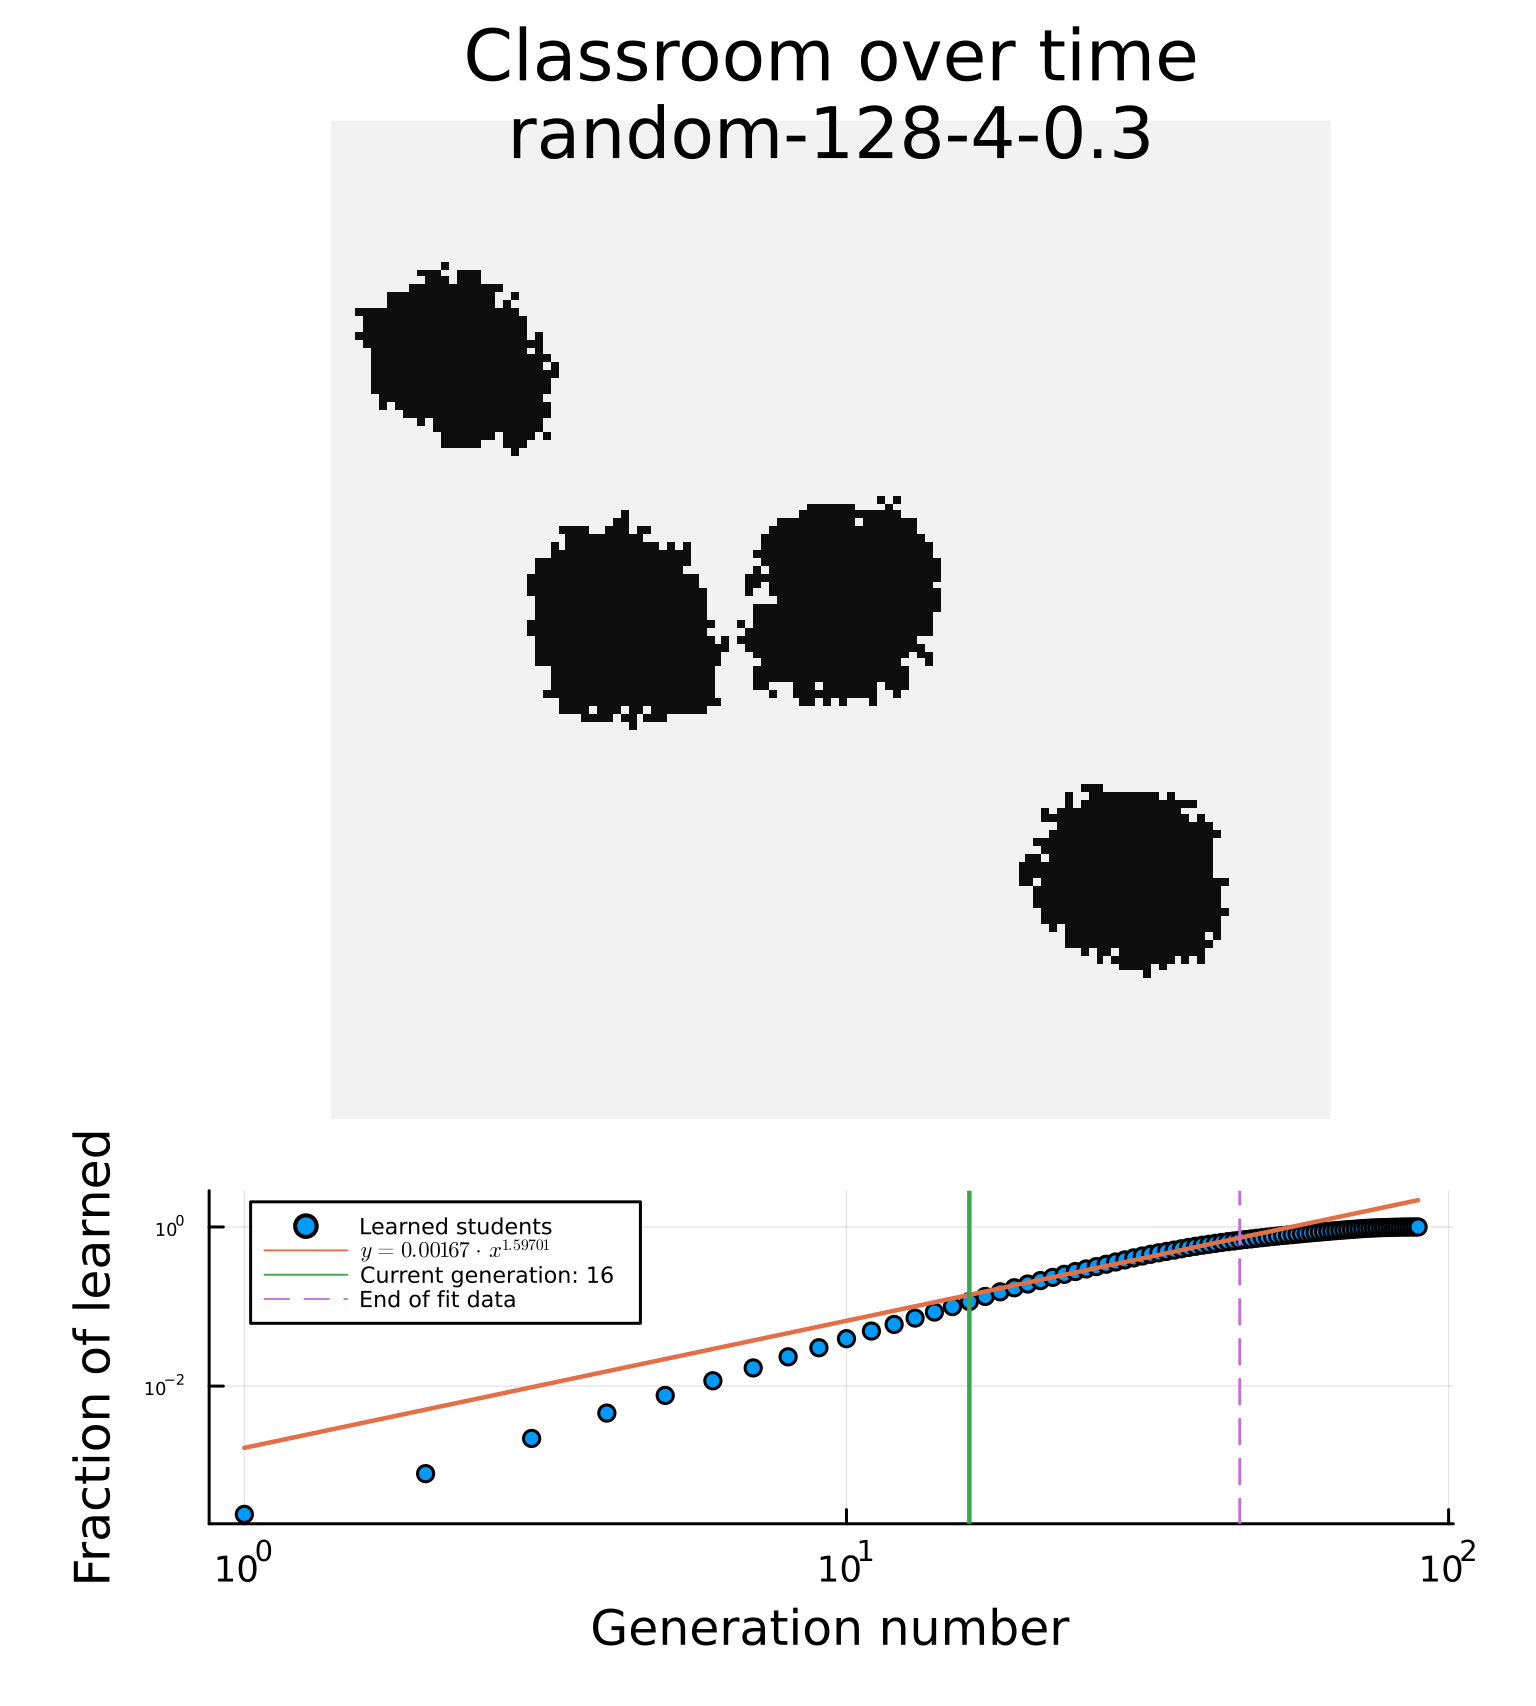 Classroom over time
random-128-4-0.3
Fraction of learned
10^0
10^-2
Learned students
y = 0.00167 · x^1.59701
Current generation: 16
End of fit data
10^0
10^1
10^2
Generation number